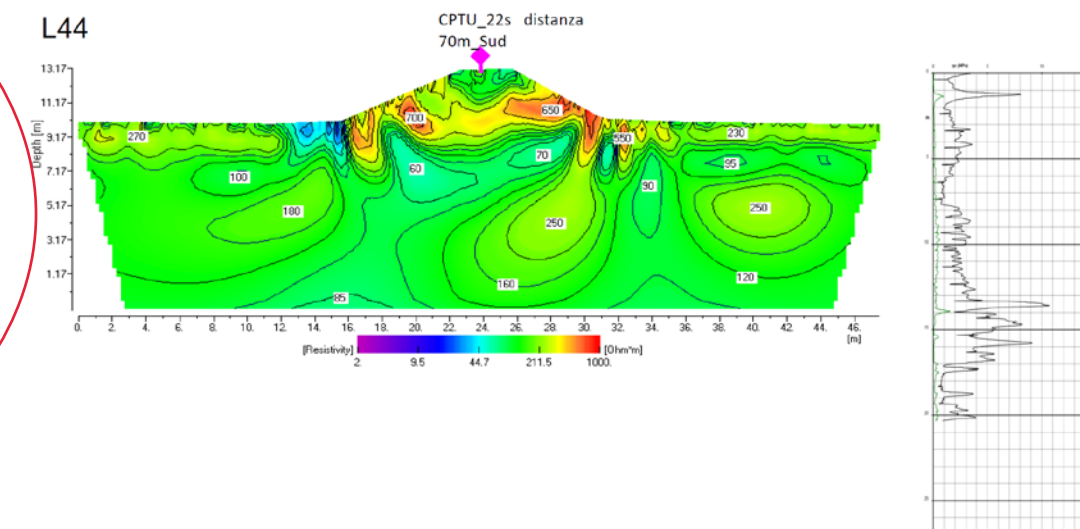 L44
CPTU_22s distanza
70m_Sud
13.17
11.17
9.17
7.17
5.17
3.17
1.17
Depth [m]
270
700
650
550
230
60
70
95
100
90
180
250
250
160
120
85
0. 2. 4. 6. 8. 10. 12. 14. 16. 18. 20. 22. 24. 26. 28. 30. 32. 34. 36. 38. 40. 42. 44. 46.
[m]
[Resistivity] [Ohm*m]
2. 9.5 44.7 211.5 1000.